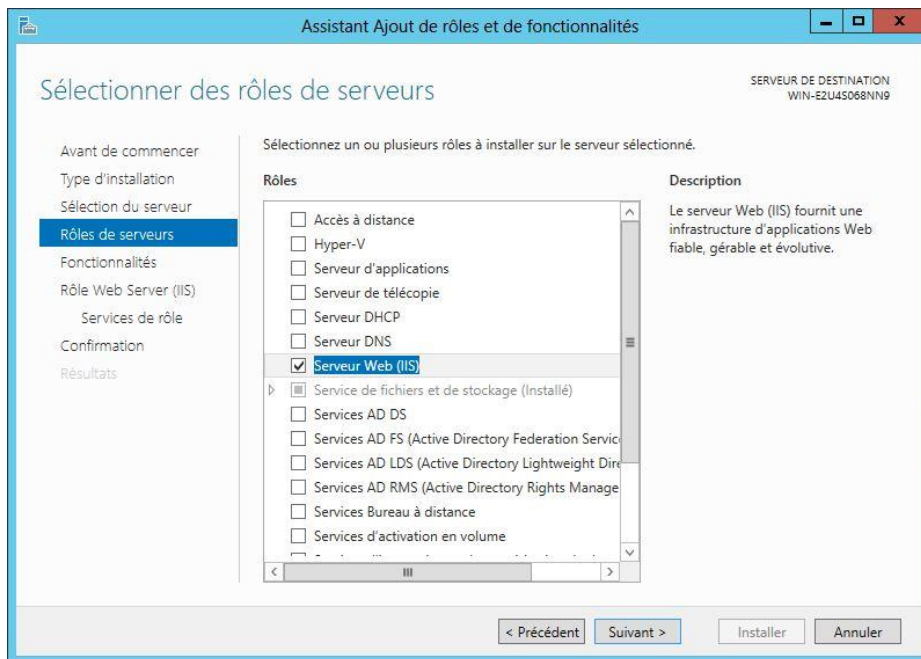 Assistant Ajout de rôles et de fonctionnalités
Sélectionner des rôles de serveurs
SERVEUR DE DESTINATION
WIN-E2U4S068NN9
Avant de commencer
Type d'installation
Sélection du serveur
Rôles de serveurs
Fonctionnalités
Rôle Web Server (IIS)
Services de rôle
Confirmation
Résultats
Sélectionnez un ou plusieurs rôles à installer sur le serveur sélectionné.
Rôles
Accès à distance
Hyper-V
Serveur d'applications
Serveur de télécopie
Serveur DHCP
Serveur DNS
Serveur Web (IIS)
Service de fichiers et de stockage (Installé)
Services AD DS
Services AD FS (Active Directory Federation Servic
Services AD LDS (Active Directory Lightweight Dire
Services AD RMS (Active Directory Rights Manage
Services Bureau à distance
Services d'activation en volume
Description
Le serveur Web (IIS) fournit une
infrastructure d'applications Web
fiable, gérable et évolutive.
< Précédent
Suivant >
Installer
Annuler